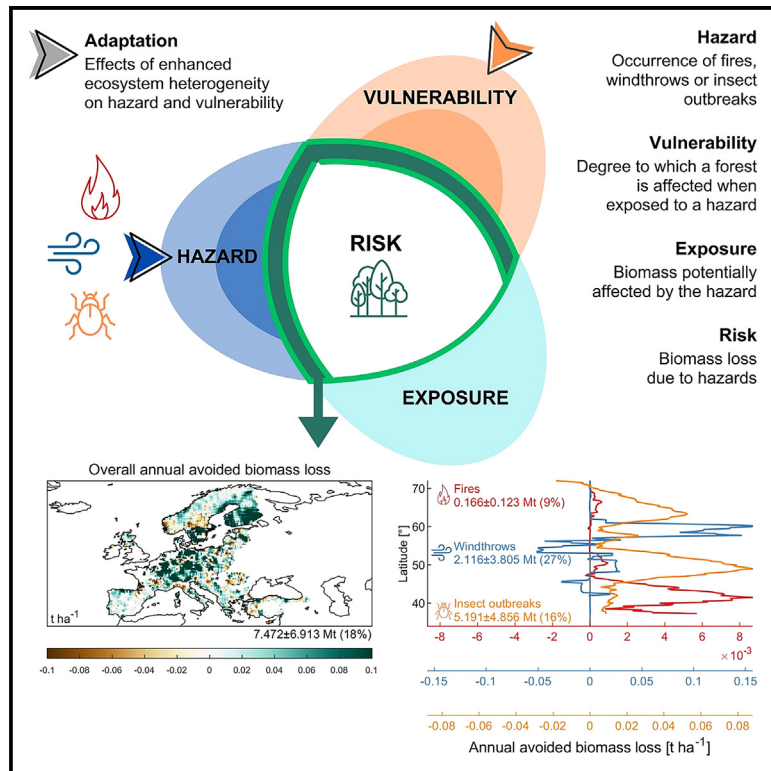 Adaptation
Effects of enhanced
ecosystem heterogeneity
on hazard and vulnerability
VULNERABILITY
HAZARD
RISK
EXPOSURE
Hazard
Occurrence of fires,
windthrows or insect
outbreaks
Vulnerability
Degree to which a forest
is affected when
exposed to a hazard
Exposure
Biomass potentially
affected by the hazard
Risk
Biomass loss
due to hazards
Overall annual avoided biomass loss
t ha-1
7.472±6.913 Mt (18%)
-0.1 -0.08 -0.06 -0.04 -0.02 0 0.02 0.04 0.06 0.08 0.1
Latitude [°]
70
60
50
40
Fires
0.166±0.123 Mt (9%)
Windthrows
2.116±3.805 Mt (27%)
Insect outbreaks
5.191±4.856 Mt (16%)
-8 -6 -4 -2 0 2 4 6 8
×10-3
-0.15 -0.1 -0.05 0 0.05 0.1 0.15
-0.08 -0.06 -0.04 -0.02 0 0.02 0.04 0.06 0.08
Annual avoided biomass loss [t ha-1]